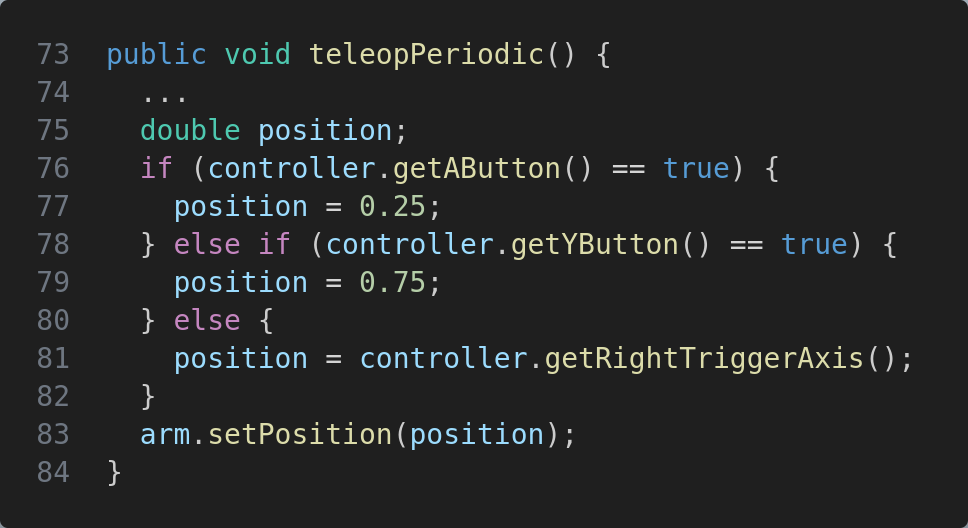 73 public void teleopPeriodic() {
74   ...
75   double position;
76   if (controller.getAButton() == true) {
77     position = 0.25;
78   } else if (controller.getYButton() == true) {
79     position = 0.75;
80   } else {
81     position = controller.getRightTriggerAxis();
82   }
83   arm.setPosition(position);
84 }